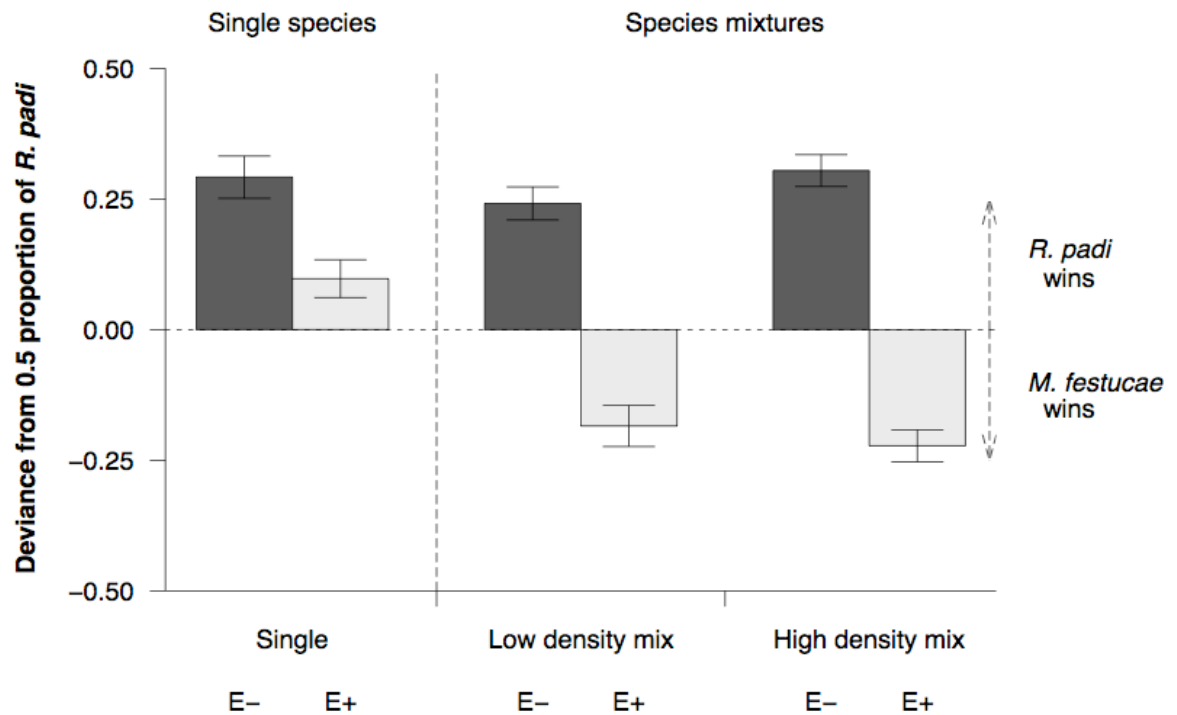 Single species
Species mixtures
Deviance from 0.5 proportion of R. padi
0.50
0.25
0.00
−0.25
−0.50
R. padi
wins
M. festucae
wins
Single
Low density mix
High density mix
E− E+ E− E+ E− E+